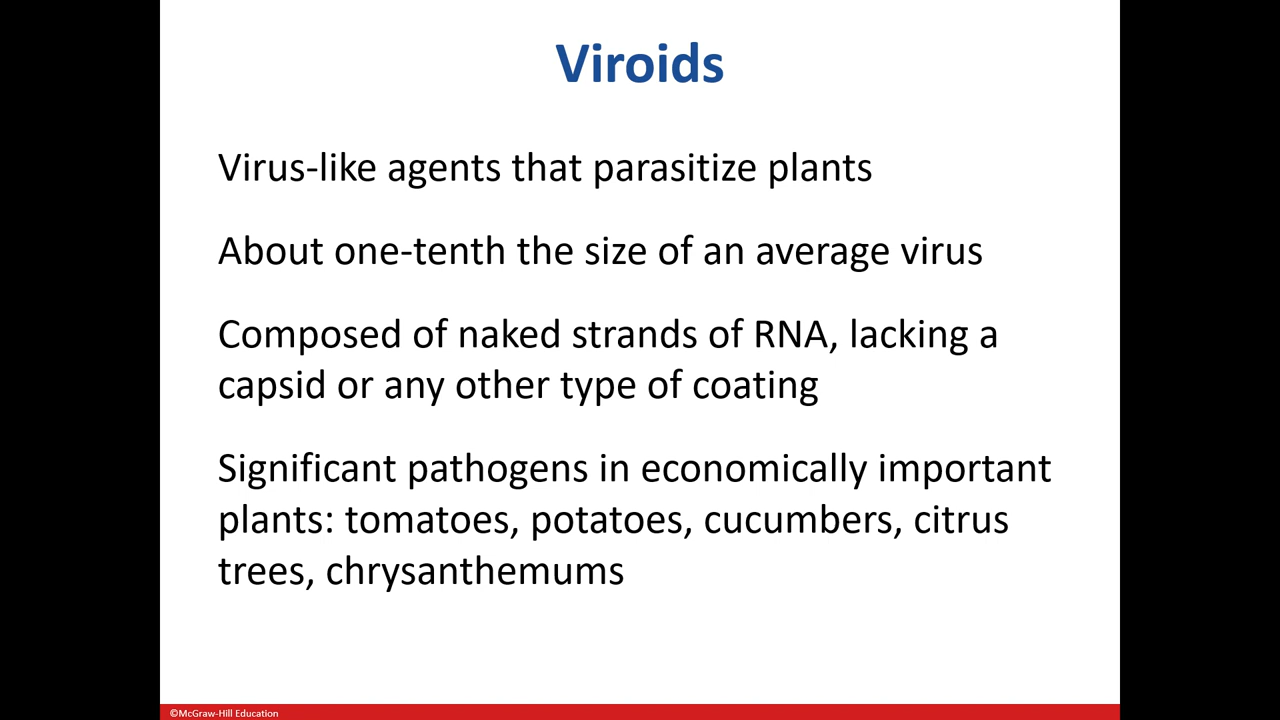 Viroids
Virus-like agents that parasitize plants
About one-tenth the size of an average virus
Composed of naked strands of RNA, lacking a
capsid or any other type of coating
Significant pathogens in economically important
plants: tomatoes, potatoes, cucumbers, citrus
trees, chrysanthemums
©McGraw-Hill Education